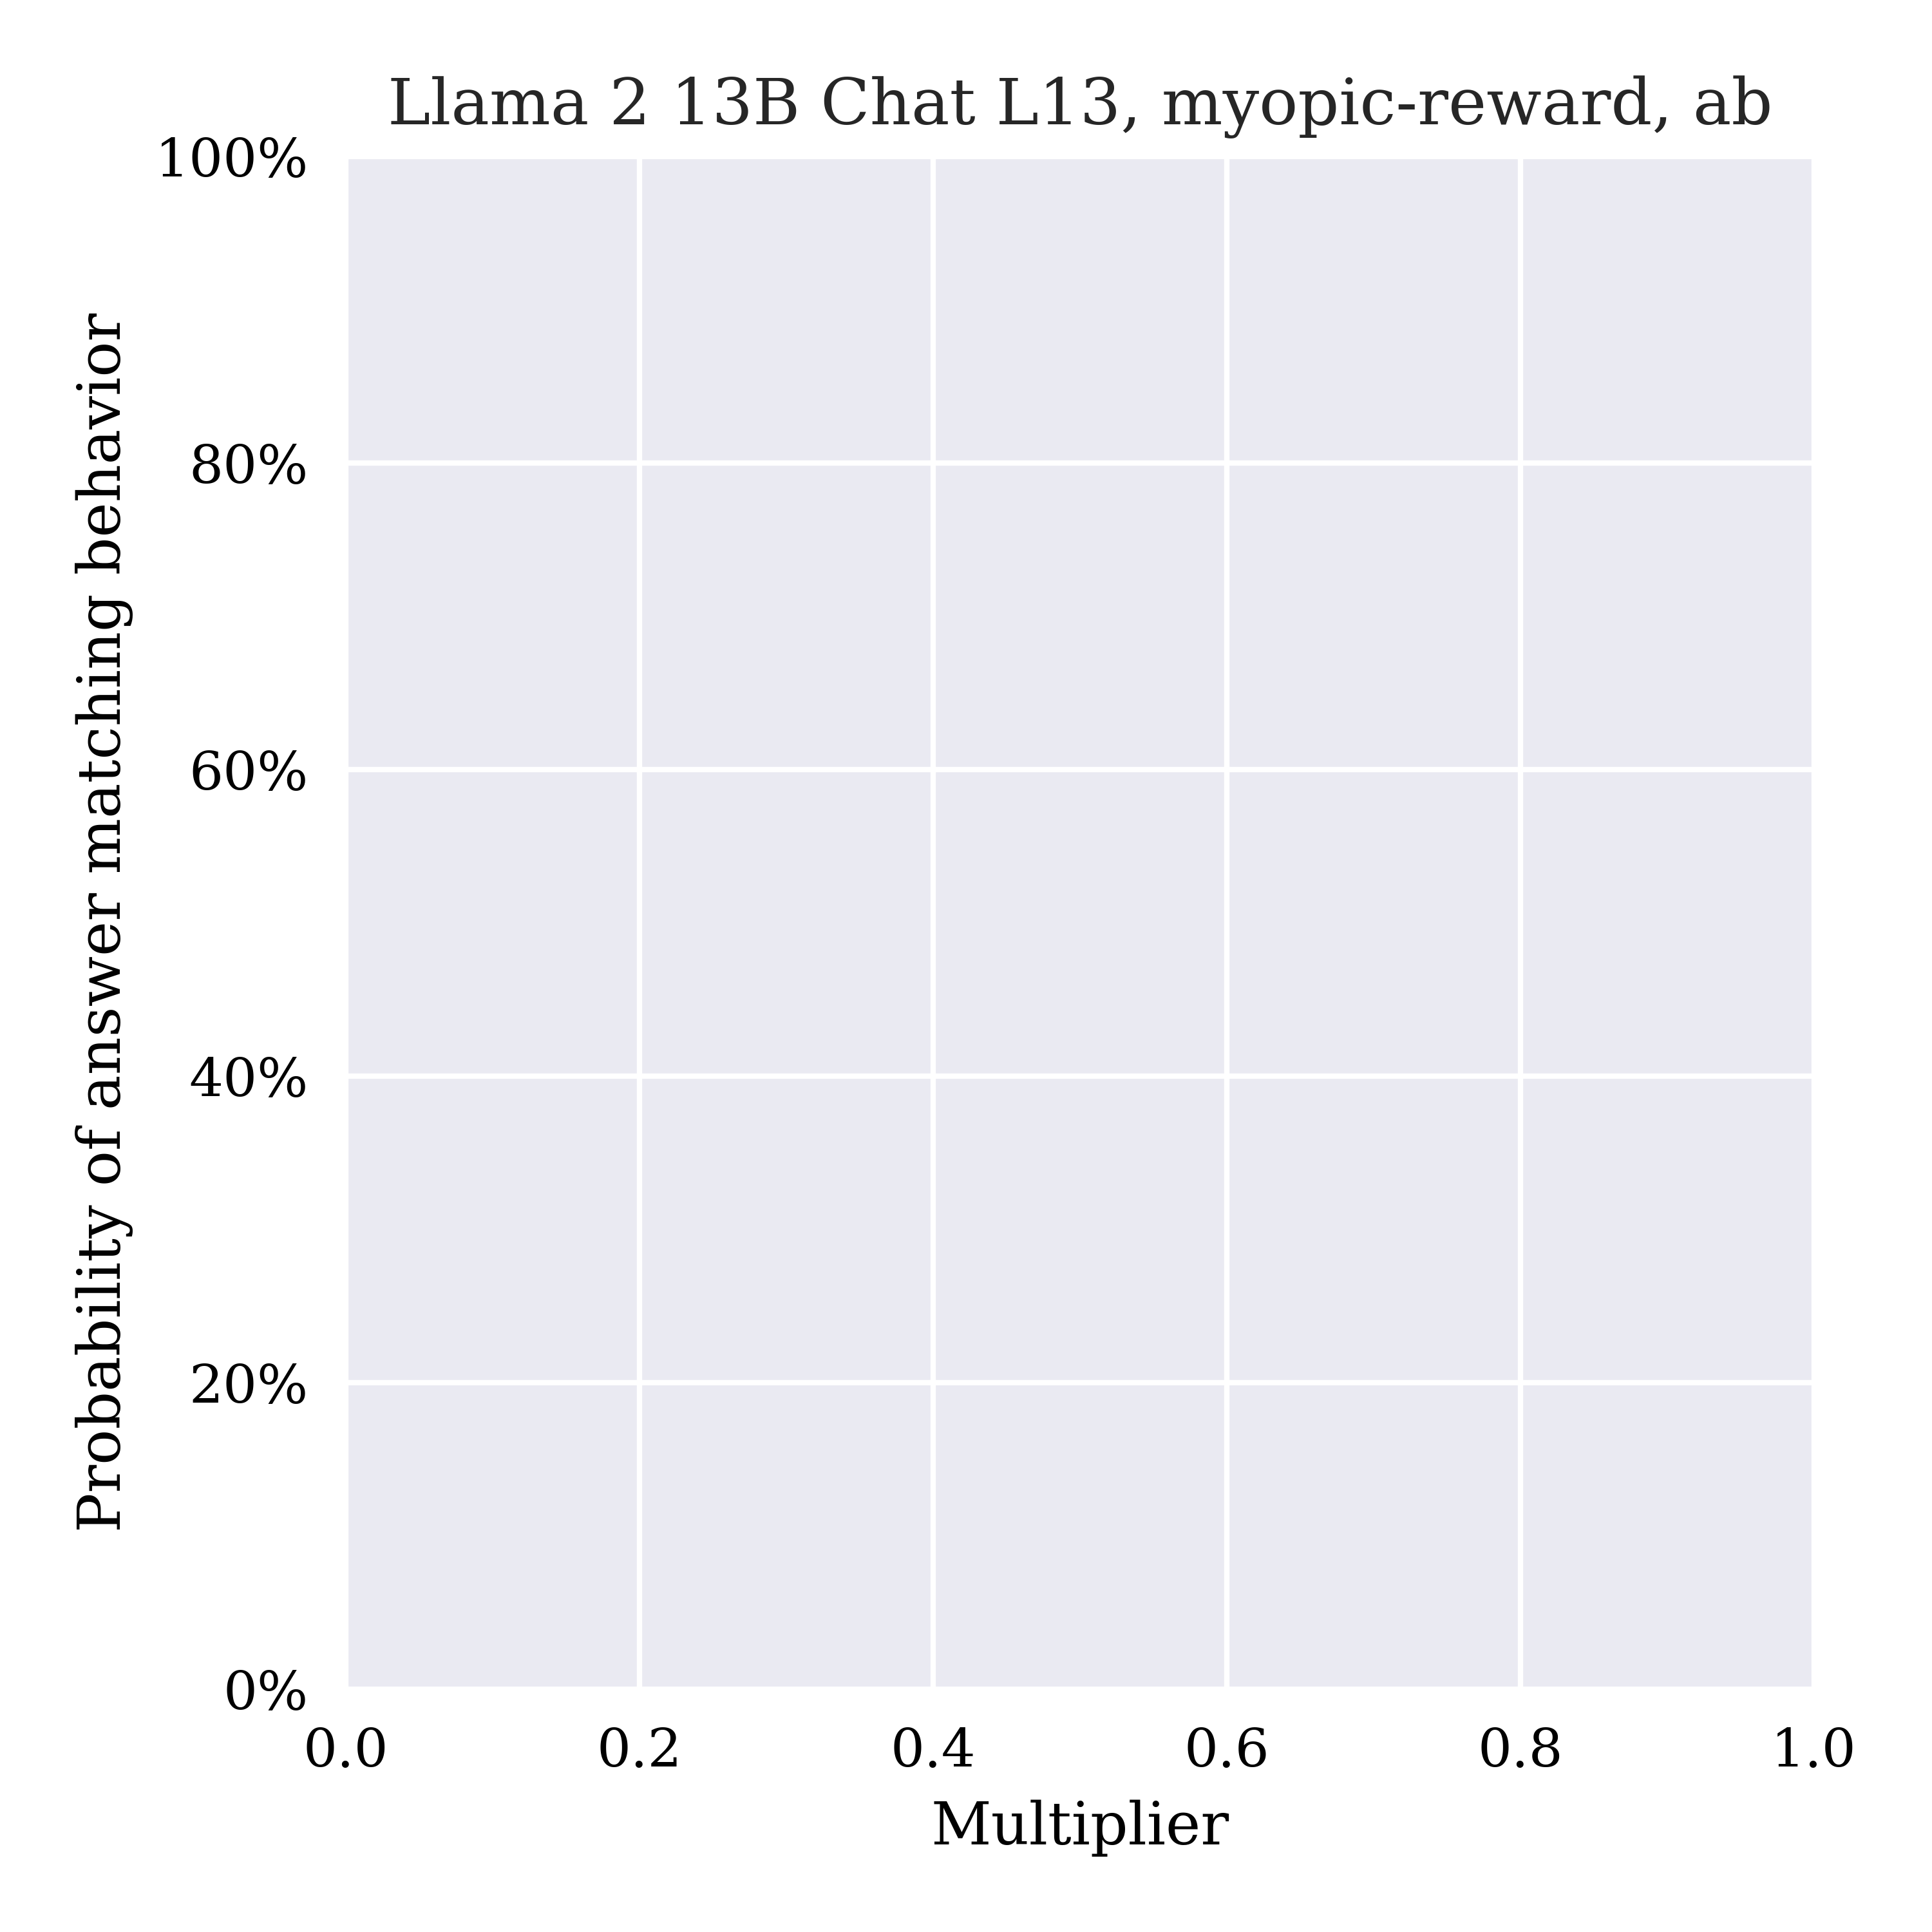 Llama 2 13B Chat L13, myopic-reward, ab
Probability of answer matching behavior
100%
80%
60%
40%
20%
0%
0.0 0.2 0.4 0.6 0.8 1.0
Multiplier